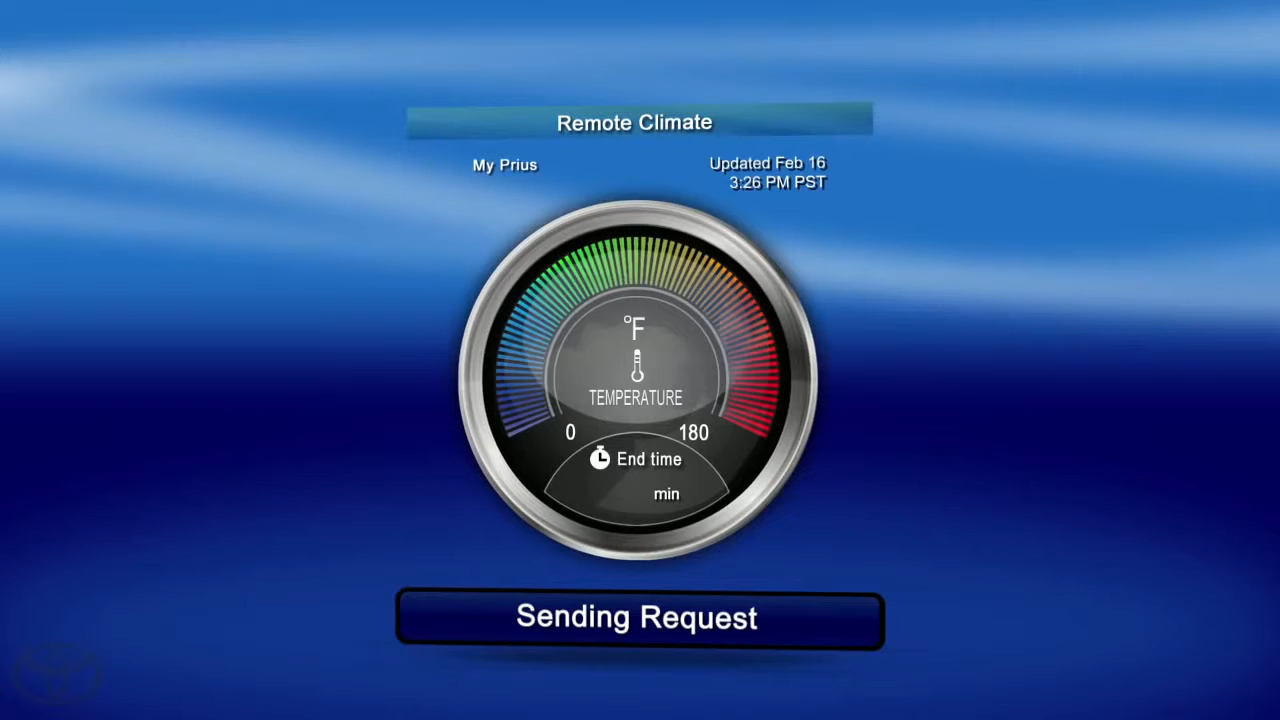 Remote Climate
My Prius
Updated Feb 16
3:26 PM PST
°F
TEMPERATURE
0
180
End time
min
Sending Request